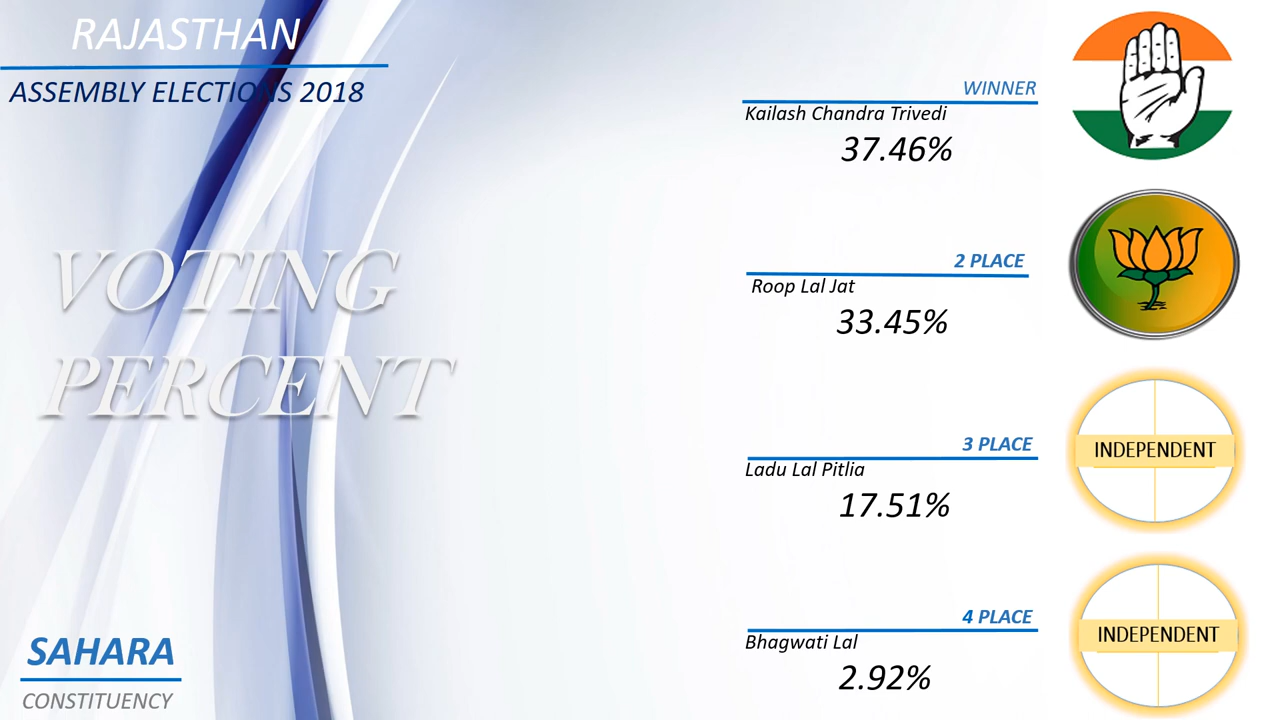 RAJASTHAN
ASSEMBLY ELECTIONS 2018
VOTING
PERCENT
SAHARA
CONSTITUENCY
WINNER
Kailash Chandra Trivedi
37.46%
2 PLACE
Roop Lal Jat
33.45%
3 PLACE
Ladu Lal Pitlia
17.51%
INDEPENDENT
4 PLACE
Bhagwati Lal
2.92%
INDEPENDENT